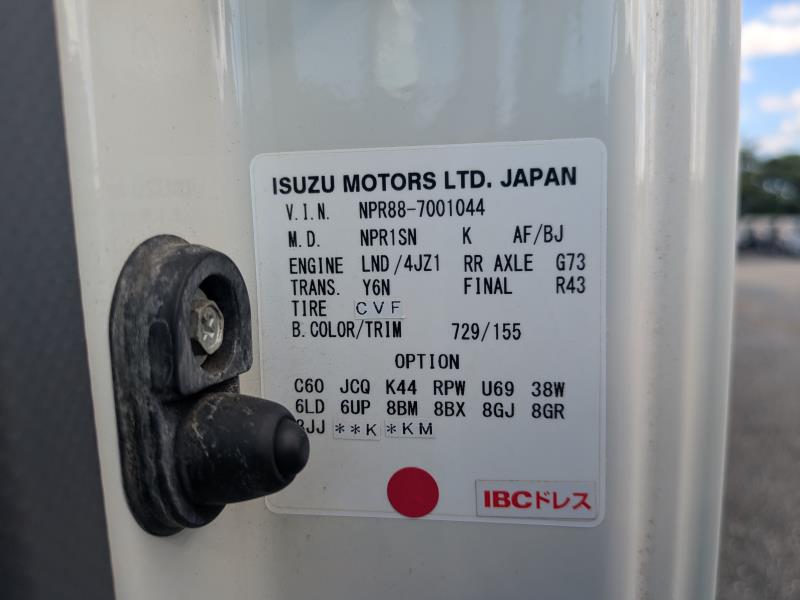 ISUZU MOTORS LTD. JAPAN
V.I.N. NPR88-7001044
M.D. NPR1SN K AF/BJ
ENGINE LND/4JZ1 RR AXLE G73
TRANS. Y6N FINAL R43
TIRE CVF
B.COLOR/TRIM 729/155
OPTION
C60 JCQ K44 RPW U69 38W
6LD 6UP 8BM 8BX 8GJ 8GR
JJ **K *KM
IBCドレス